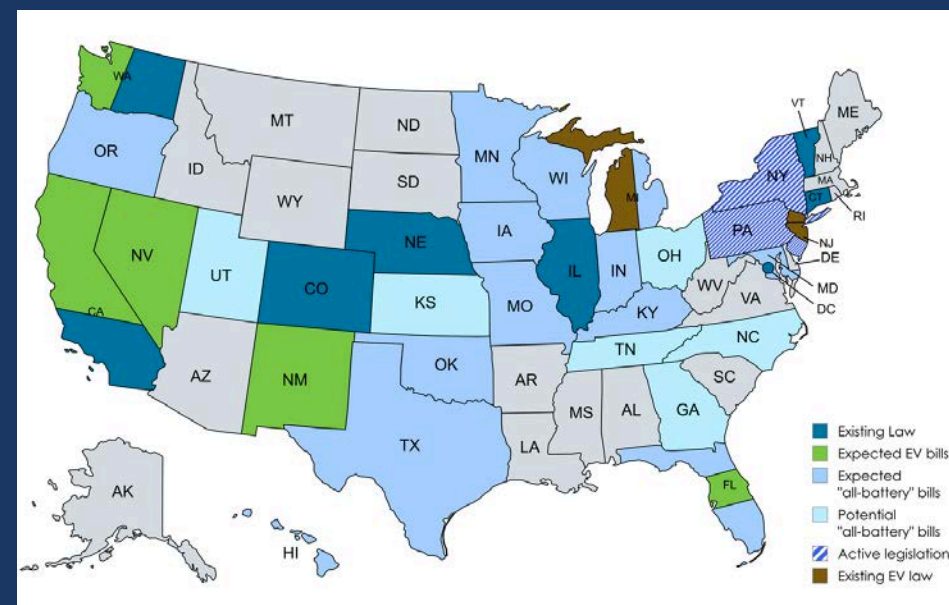 WA
VT
ME
MT
ND
OR
MN
NH
ID
NY
WI
MA
SD
CT
MI
RI
WY
PA
IA
NE
NV
NJ
OH
DE
UT
IN
IL
CO
WV
MD
VA
KS
MO
DC
CA
KY
NC
TN
OK
AZ
NM
AR
SC
MS
AL
GA
TX
LA
FL
AK
HI
Existing Law
Expected EV bills
Expected
"all-battery" bills
Potential
"all-battery" bills
Active legislation
Existing EV law